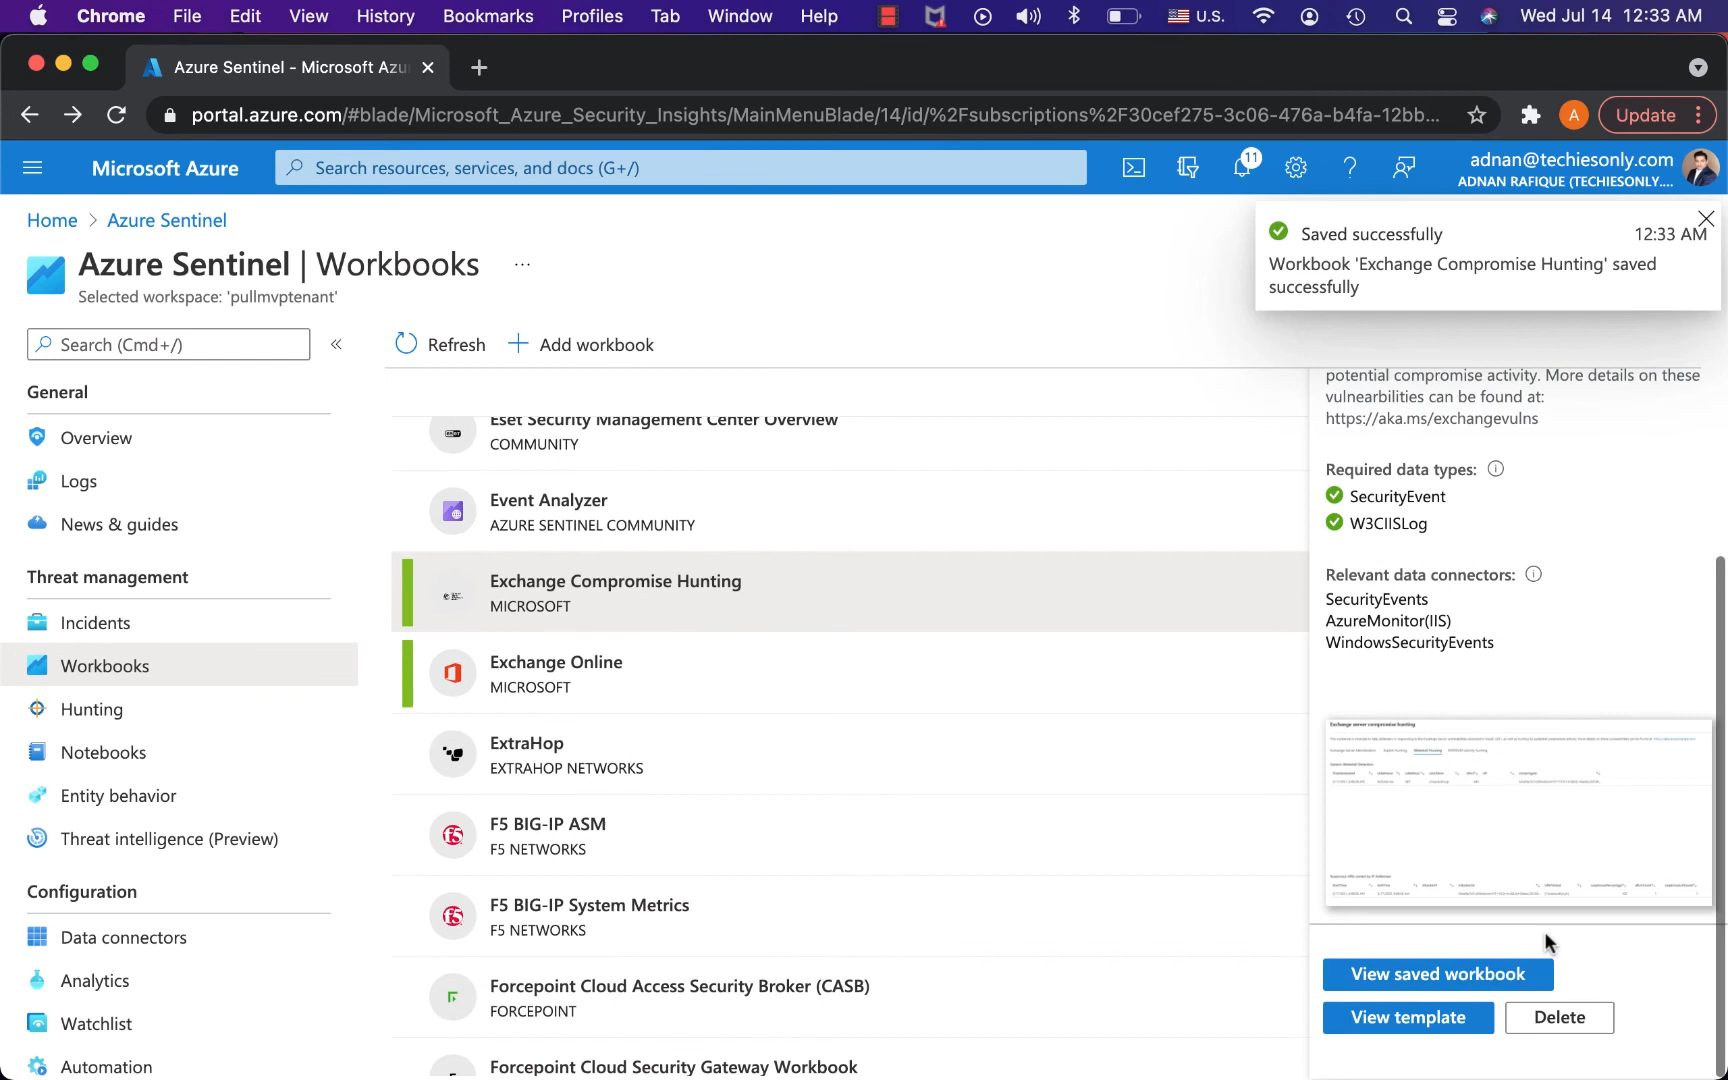 Chrome File Edit View History Bookmarks Profiles Tab Window Help U.S. Wed Jul 14 12:33 AM
Azure Sentinel - Microsoft Azu
portal.azure.com/#blade/Microsoft_Azure_Security_Insights/MainMenuBlade/14/id/%2Fsubscriptions%2F30cef275-3c06-476a-b4fa-12bb... A Update
Microsoft Azure Search resources, services, and docs (G+/) 11 adnan@techiesonly.com
ADNAN RAFIQUE (TECHIESONLY....
Home > Azure Sentinel
Saved successfully 12:33 AM
Workbook 'Exchange Compromise Hunting' saved
successfully
Azure Sentinel | Workbooks ...
Selected workspace: 'pullmvptenant'
Search (Cmd+/) «
General
Overview
Logs
News & guides
Threat management
Incidents
Workbooks
Hunting
Notebooks
Entity behavior
Threat intelligence (Preview)
Configuration
Data connectors
Analytics
Watchlist
Automation
Refresh + Add workbook
Eset Security Management Center Overview
COMMUNITY
Event Analyzer
AZURE SENTINEL COMMUNITY
Exchange Compromise Hunting
MICROSOFT
Exchange Online
MICROSOFT
ExtraHop
EXTRAHOP NETWORKS
F5 BIG-IP ASM
F5 NETWORKS
F5 BIG-IP System Metrics
F5 NETWORKS
Forcepoint Cloud Access Security Broker (CASB)
FORCEPOINT
Forcepoint Cloud Security Gateway Workbook
potential compromise activity. More details on these
vulnearbilities can be found at:
https://aka.ms/exchangevulns
Required data types:
SecurityEvent
W3CIISLog
Relevant data connectors:
SecurityEvents
AzureMonitor(IIS)
WindowsSecurityEvents
Exchange server compromise hunting
View saved workbook
View template Delete